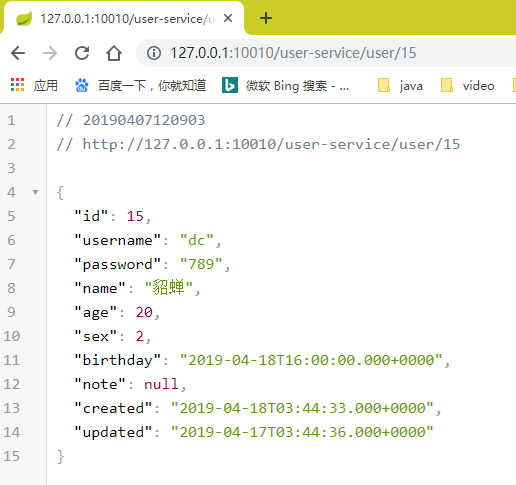 127.0.0.1:10010/user-service/u
127.0.0.1:10010/user-service/user/15
应用 百度一下，你就知道 微软 Bing 搜索 - ... java video
1 // 20190407120903
2 // http://127.0.0.1:10010/user-service/user/15
3
4 {
5 "id": 15,
6 "username": "dc",
7 "password": "789",
8 "name": "貂蝉",
9 "age": 20,
10 "sex": 2,
11 "birthday": "2019-04-18T16:00:00.000+0000",
12 "note": null,
13 "created": "2019-04-18T03:44:33.000+0000",
14 "updated": "2019-04-17T03:44:36.000+0000"
15 }